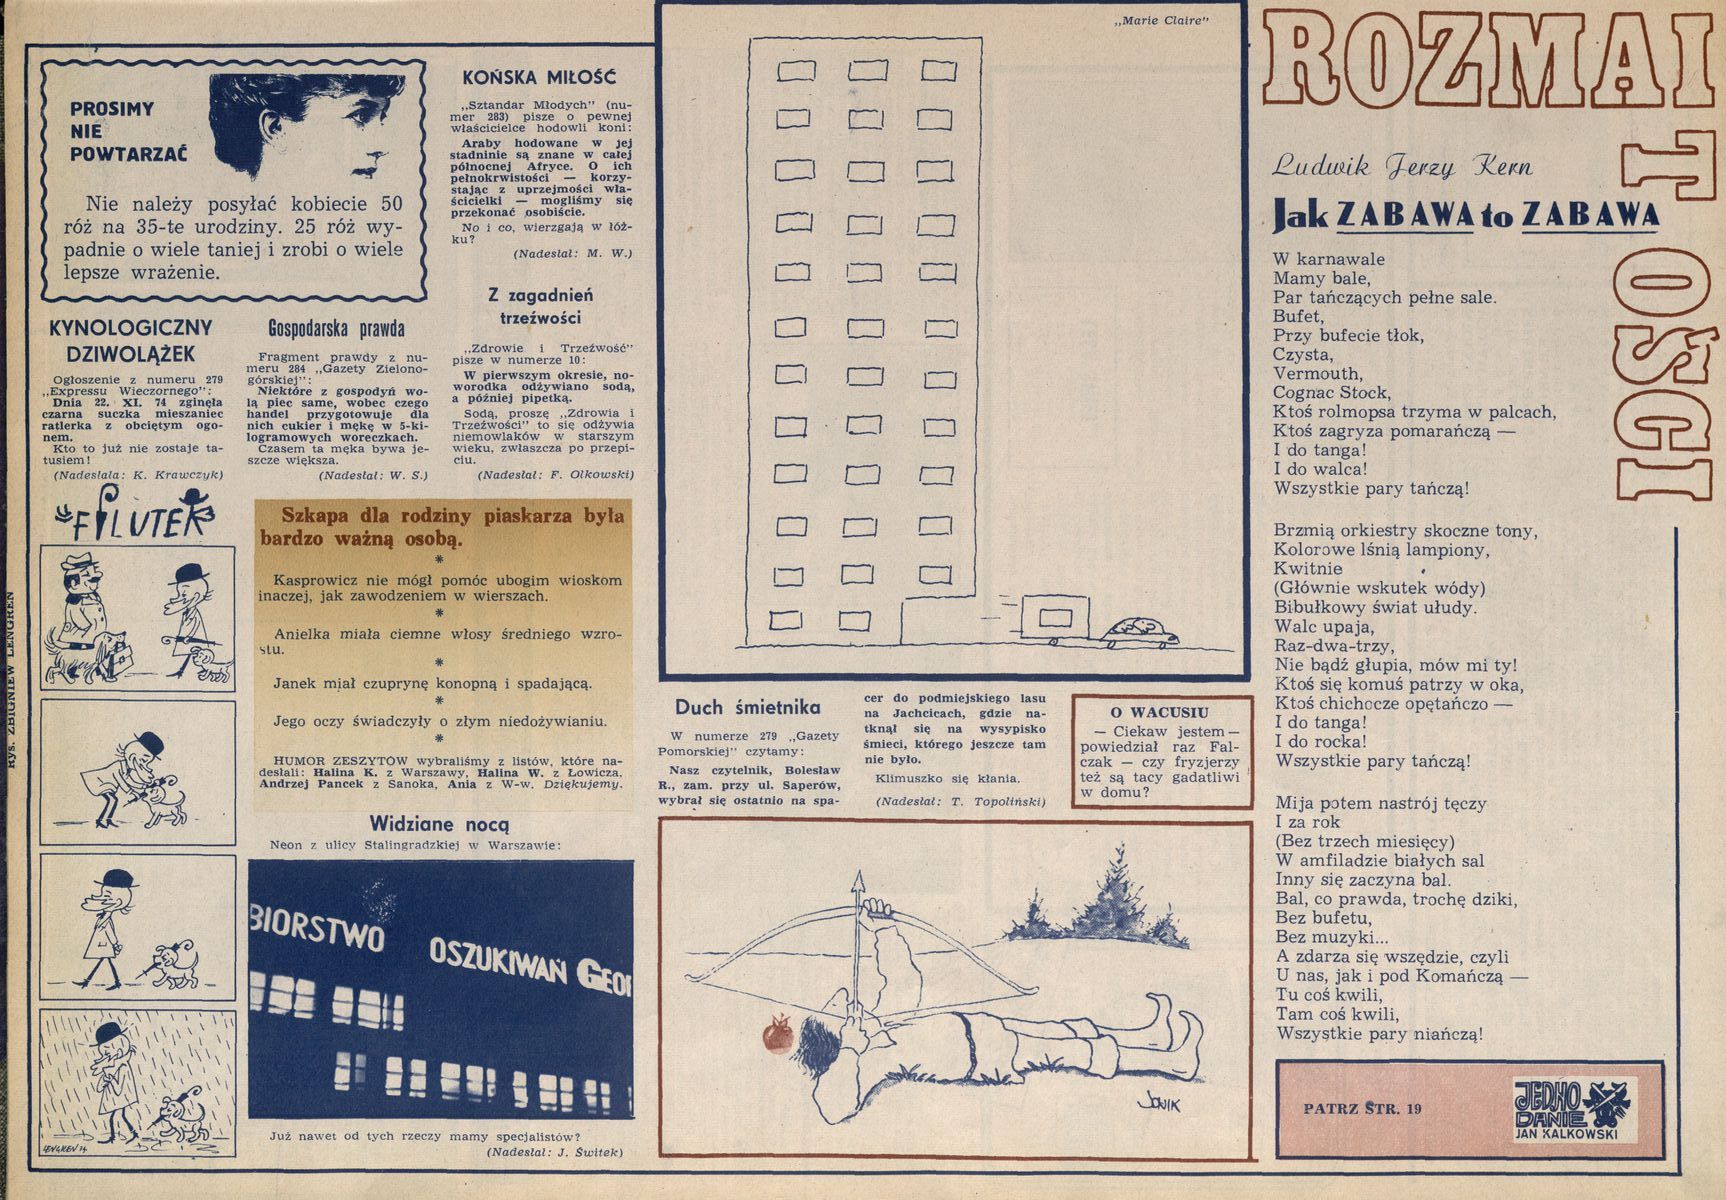 ROZMAI
T
OŚCI
„Marie Claire"
PROSIMY
NIE
POWTARZAĆ
Nie należy posyłać kobiecie 50
róż na 35-te urodziny. 25 róż wy-
padnie o wiele taniej i zrobi o wiele
lepsze wrażenie.
KOŃSKA MIŁOŚĆ
„Sztandar Młodych" (nu-
mer 283) pisze o pewnej
właścicielce hodowli koni:
Araby hodowane w jej
stadninie są znane w całej
północnej Afryce. O ich
pełnokrwistości — korzy-
stając z uprzejmości wła-
ścicielki — mogliśmy się
przekonać osobiście.
No i co, wierzgają w łóż-
ku?
(Nadesłał: M. W.)
KYNOLOGICZNY
DZIWOLĄŻEK
Ogłoszenie z numeru 279
„Expressu Wieczornego":
Dnia 22. XI. 74 zginęła
czarna suczka mieszaniec
ratlerka z obciętym ogo-
nem.
Kto to już nie zostaje ta-
tusiem!
(Nadesłała: K. Krawczyk)
Gospodarska prawda
Fragment prawdy z nu-
meru 284 „Gazety Zielono-
górskiej":
Niektóre z gospodyń wo-
lą piec same, wobec czego
handel przygotowuje dla
nich cukier i mękę w 5-ki-
logramowych woreczkach.
Czasem ta męka bywa je-
szcze większa.
(Nadesłał: W. S.)
Z zagadnień
trzeźwości
„Zdrowie i Trzeźwość"
pisze w numerze 10:
W pierwszym okresie, no-
worodka odżywiano sodą,
a później pipetką.
Sodą, proszę „Zdrowia i
Trzeźwości" to się odżywia
niemowlaków w starszym
wieku, zwłaszcza po przepi-
ciu.
(Nadesłał: F. Olkowski)
FILUTEK
Rys. ZBIGNIEW LENGREN
LENGREN 74
Szkapa dla rodziny piaskarza była
bardzo ważną osobą.
*
Kasprowicz nie mógł pomóc ubogim wioskom
inaczej, jak zawodzeniem w wierszach.
*
Anielka miała ciemne włosy średniego wzro-
stu.
*
Janek miał czuprynę konopną i spadającą.
*
Jego oczy świadczyły o złym niedożywianiu.
*
HUMOR ZESZYTÓW wybraliśmy z listów, które na-
desłali: Halina K. z Warszawy, Halina W. z Łowicza,
Andrzej Pancek z Sanoka, Ania z W-w. Dziękujemy.
Widziane nocą
Neon z ulicy Stalingradzkiej w Warszawie:
BIORSTWO OSZUKIWAŃ GEOF
Już nawet od tych rzeczy mamy specjalistów?
(Nadesłał: J. Świtek)
Duch śmietnika
W numerze 279 „Gazety
Pomorskiej" czytamy:
Nasz czytelnik, Bolesław
R., zam. przy ul. Saperów,
wybrał się ostatnio na spa-
cer do podmiejskiego lasu
na Jachcicach, gdzie na-
tknął się na wysypisko
śmieci, którego jeszcze tam
nie było.
Klimuszko się kłania.
(Nadesłał: T. Topoliński)
O WACUSIU
— Ciekaw jestem —
powiedział raz Fal-
czak — czy fryzjerzy
też są tacy gadatliwi
w domu?
JOWIK
Ludwik Jerzy Kern
Jak ZABAWA to ZABAWA
W karnawale
Mamy bale,
Par tańczących pełne sale.
Bufet,
Przy bufecie tłok,
Czysta,
Vermouth,
Cognac Stock,
Ktoś rolmopsa trzyma w palcach,
Ktoś zagryza pomarańczą —
I do tanga!
I do walca!
Wszystkie pary tańczą!
Brzmią orkiestry skoczne tony,
Kolorowe lśnią lampiony,
Kwitnie
(Głównie wskutek wódy)
Bibułkowy świat ułudy.
Walc upaja,
Raz-dwa-trzy,
Nie bądź głupia, mów mi ty!
Ktoś się komuś patrzy w oka,
Ktoś chichocze opętańczo —
I do tanga!
I do rocka!
Wszystkie pary tańczą!
Mija potem nastrój tęczy
I za rok
(Bez trzech miesięcy)
W amfiladzie białych sal
Inny się zaczyna bal.
Bal, co prawda, trochę dziki,
Bez bufetu,
Bez muzyki...
A zdarza się wszędzie, czyli
U nas, jak i pod Komańczą —
Tu coś kwili,
Tam coś kwili,
Wszystkie pary niańczą!
PATRZ STR. 19
JEDNO
DANIE
JAN KALKOWSKI